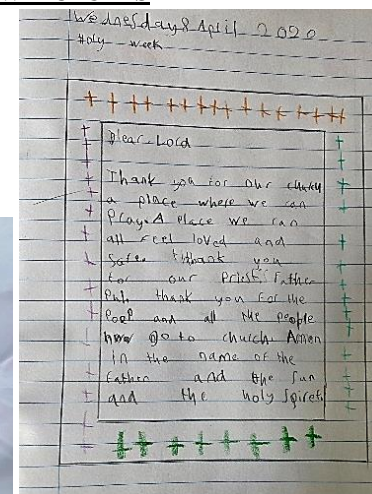 Wednesday 8 April 2020
Holy week
Dear Lord
Thank you for our church
a place where we can
Pray. A place we can
all feel loved and
Safe. thank you
for our Priest Father
thank you for the
PoeP and all the people
how go to church. Amen
in the name of the
Father and the Sun
and the holy Spiret